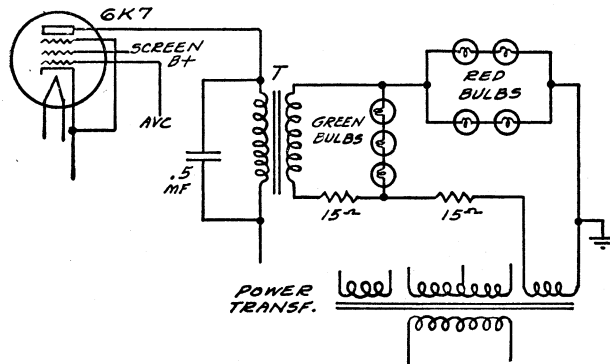 6K7
SCREEN
B+
AVC
.5
MF
T
GREEN
BULBS
RED
BULBS
15Ω
15Ω
POWER
TRANSF.